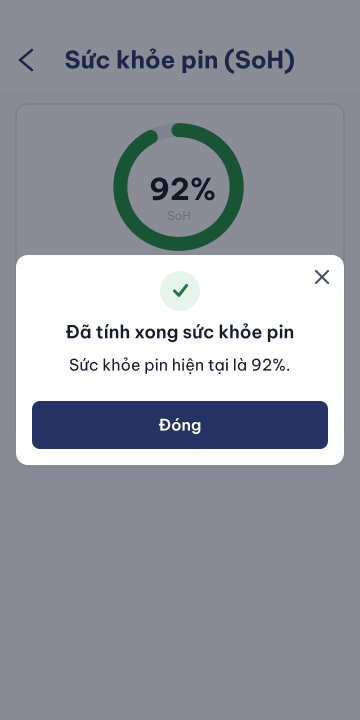 Sức khỏe pin (SoH)
92%
SoH
Đã tính xong sức khỏe pin
Sức khỏe pin hiện tại là 92%.
Đóng